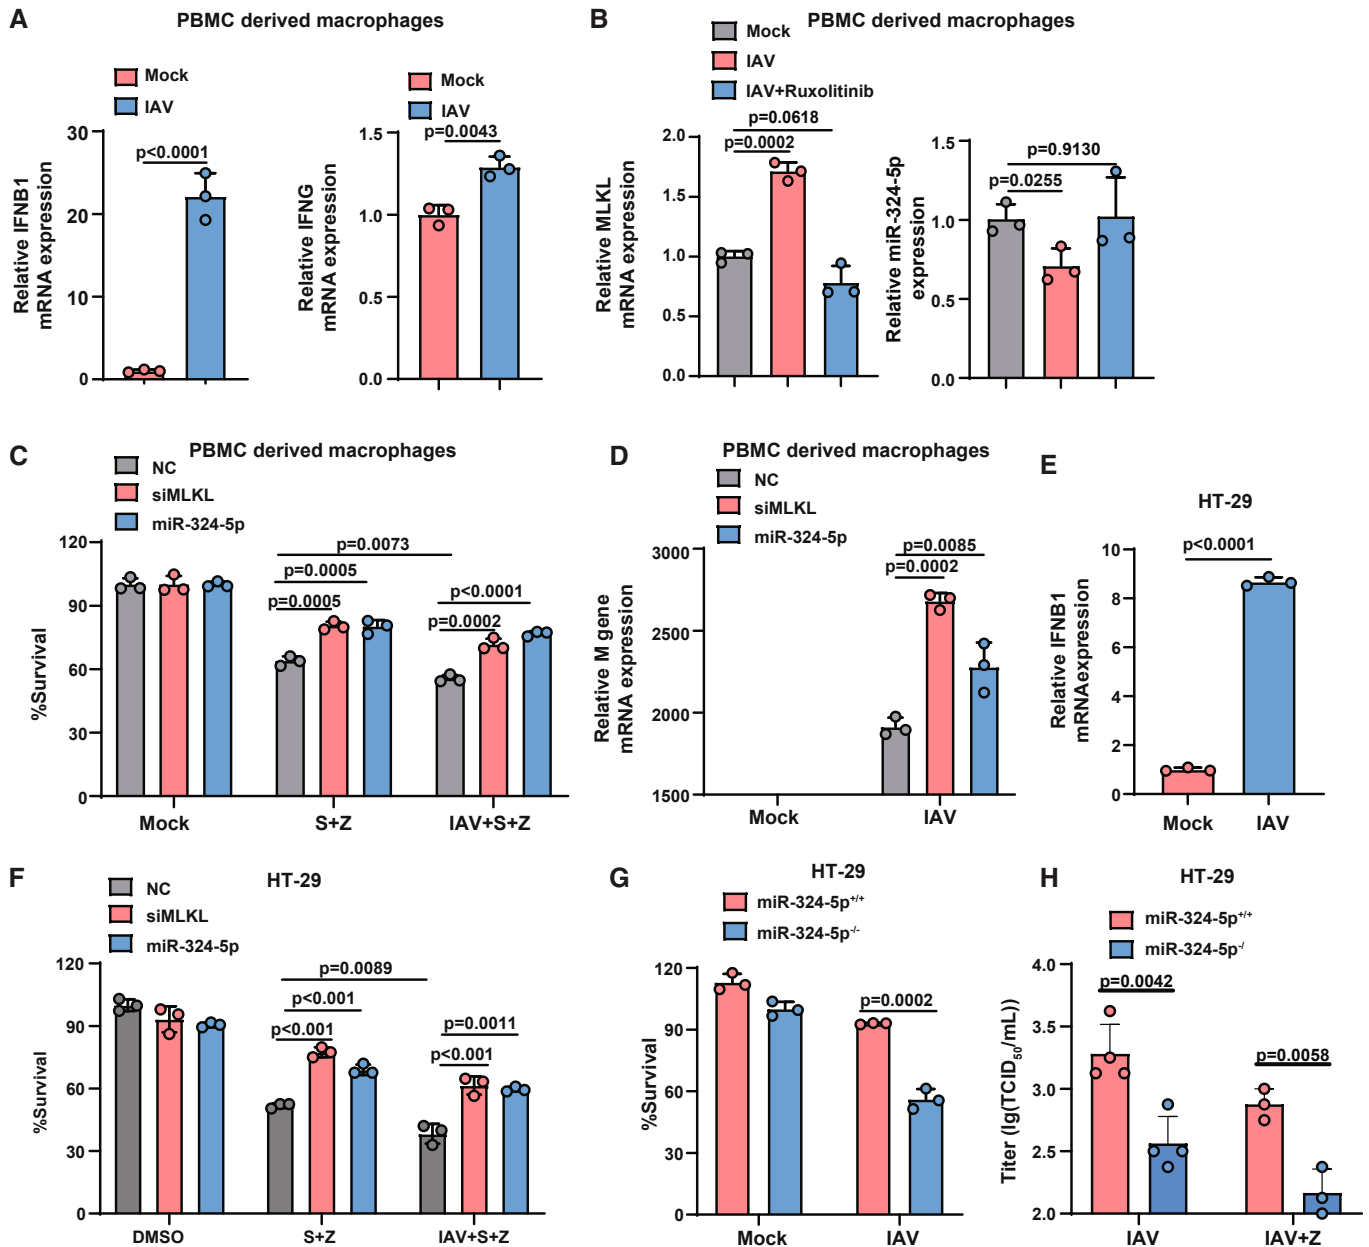 A
PBMC derived macrophages
Mock
IAV
Relative IFNB1
mRNA expression
30
20
10
0
p<0.0001
Mock
IAV
Relative IFNG
mRNA expression
1.5
1.0
0.5
0.0
p=0.0043
B
PBMC derived macrophages
Mock
IAV
IAV+Ruxolitinib
Relative MLKL
mRNA expression
2.0
1.5
1.0
0.5
0.0
p=0.0618
p=0.0002
Relative miR-324-5p
expression
1.5
1.0
0.5
0.0
p=0.9130
p=0.0255
C
PBMC derived macrophages
NC
siMLKL
miR-324-5p
%Survival
120
90
60
30
0
p=0.0073
p=0.0005
p=0.0005
p<0.0001
p=0.0002
Mock
S+Z
IAV+S+Z
D
PBMC derived macrophages
NC
siMLKL
miR-324-5p
Relative M gene
mRNA expression
3000
2500
2000
1500
p=0.0085
p=0.0002
Mock
IAV
E
HT-29
Relative IFNB1
mRNAexpression
10
8
6
4
2
0
p<0.0001
Mock
IAV
F
HT-29
NC
siMLKL
miR-324-5p
%Survival
120
90
60
30
0
p=0.0089
p<.001
p<.001
p=0.0011
p<.001
DMSO
S+Z
IAV+S+Z
G
HT-29
miR-324-5p+/+
miR-324-5p-/-
%Survival
120
90
60
30
0
p=0.0002
Mock
IAV
H
HT-29
miR-324-5p+/+
miR-324-5p-/
Titer (lg(TCID50/mL))
4.0
3.5
3.0
2.5
2.0
p=0.0042
p=0.0058
IAV
IAV+Z